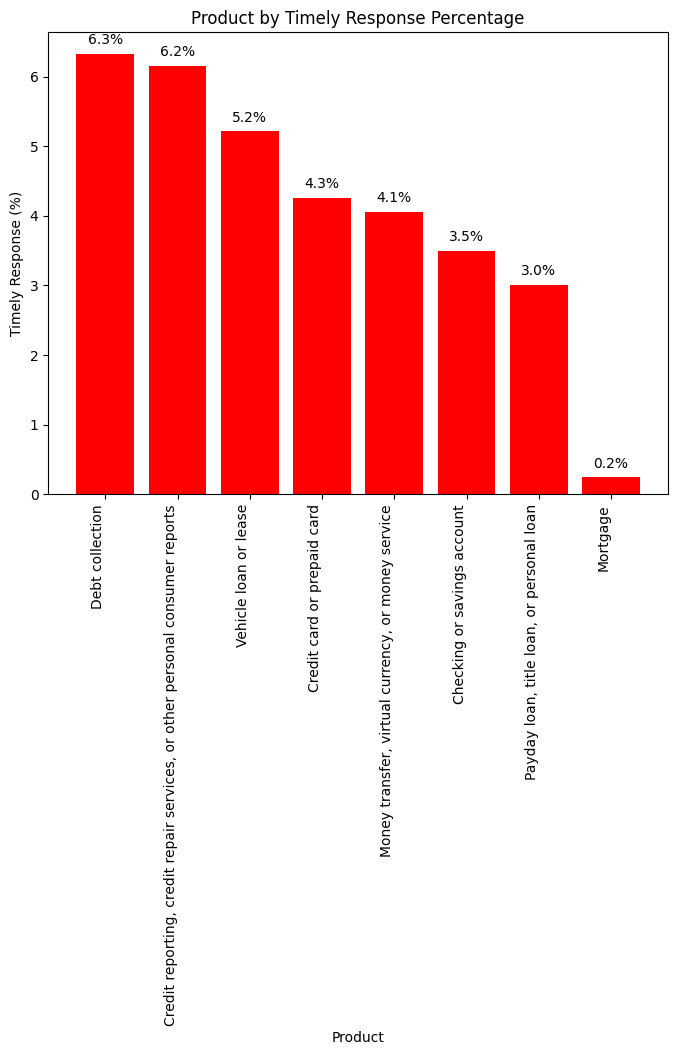 Product by Timely Response Percentage
Timely Response (%)
6
5
4
3
2
1
0
6.3%
6.2%
5.2%
4.3%
4.1%
3.5%
3.0%
0.2%
Debt collection
Credit reporting, credit repair services, or other personal consumer reports
Vehicle loan or lease
Credit card or prepaid card
Money transfer, virtual currency, or money service
Checking or savings account
Payday loan, title loan, or personal loan
Mortgage
Product